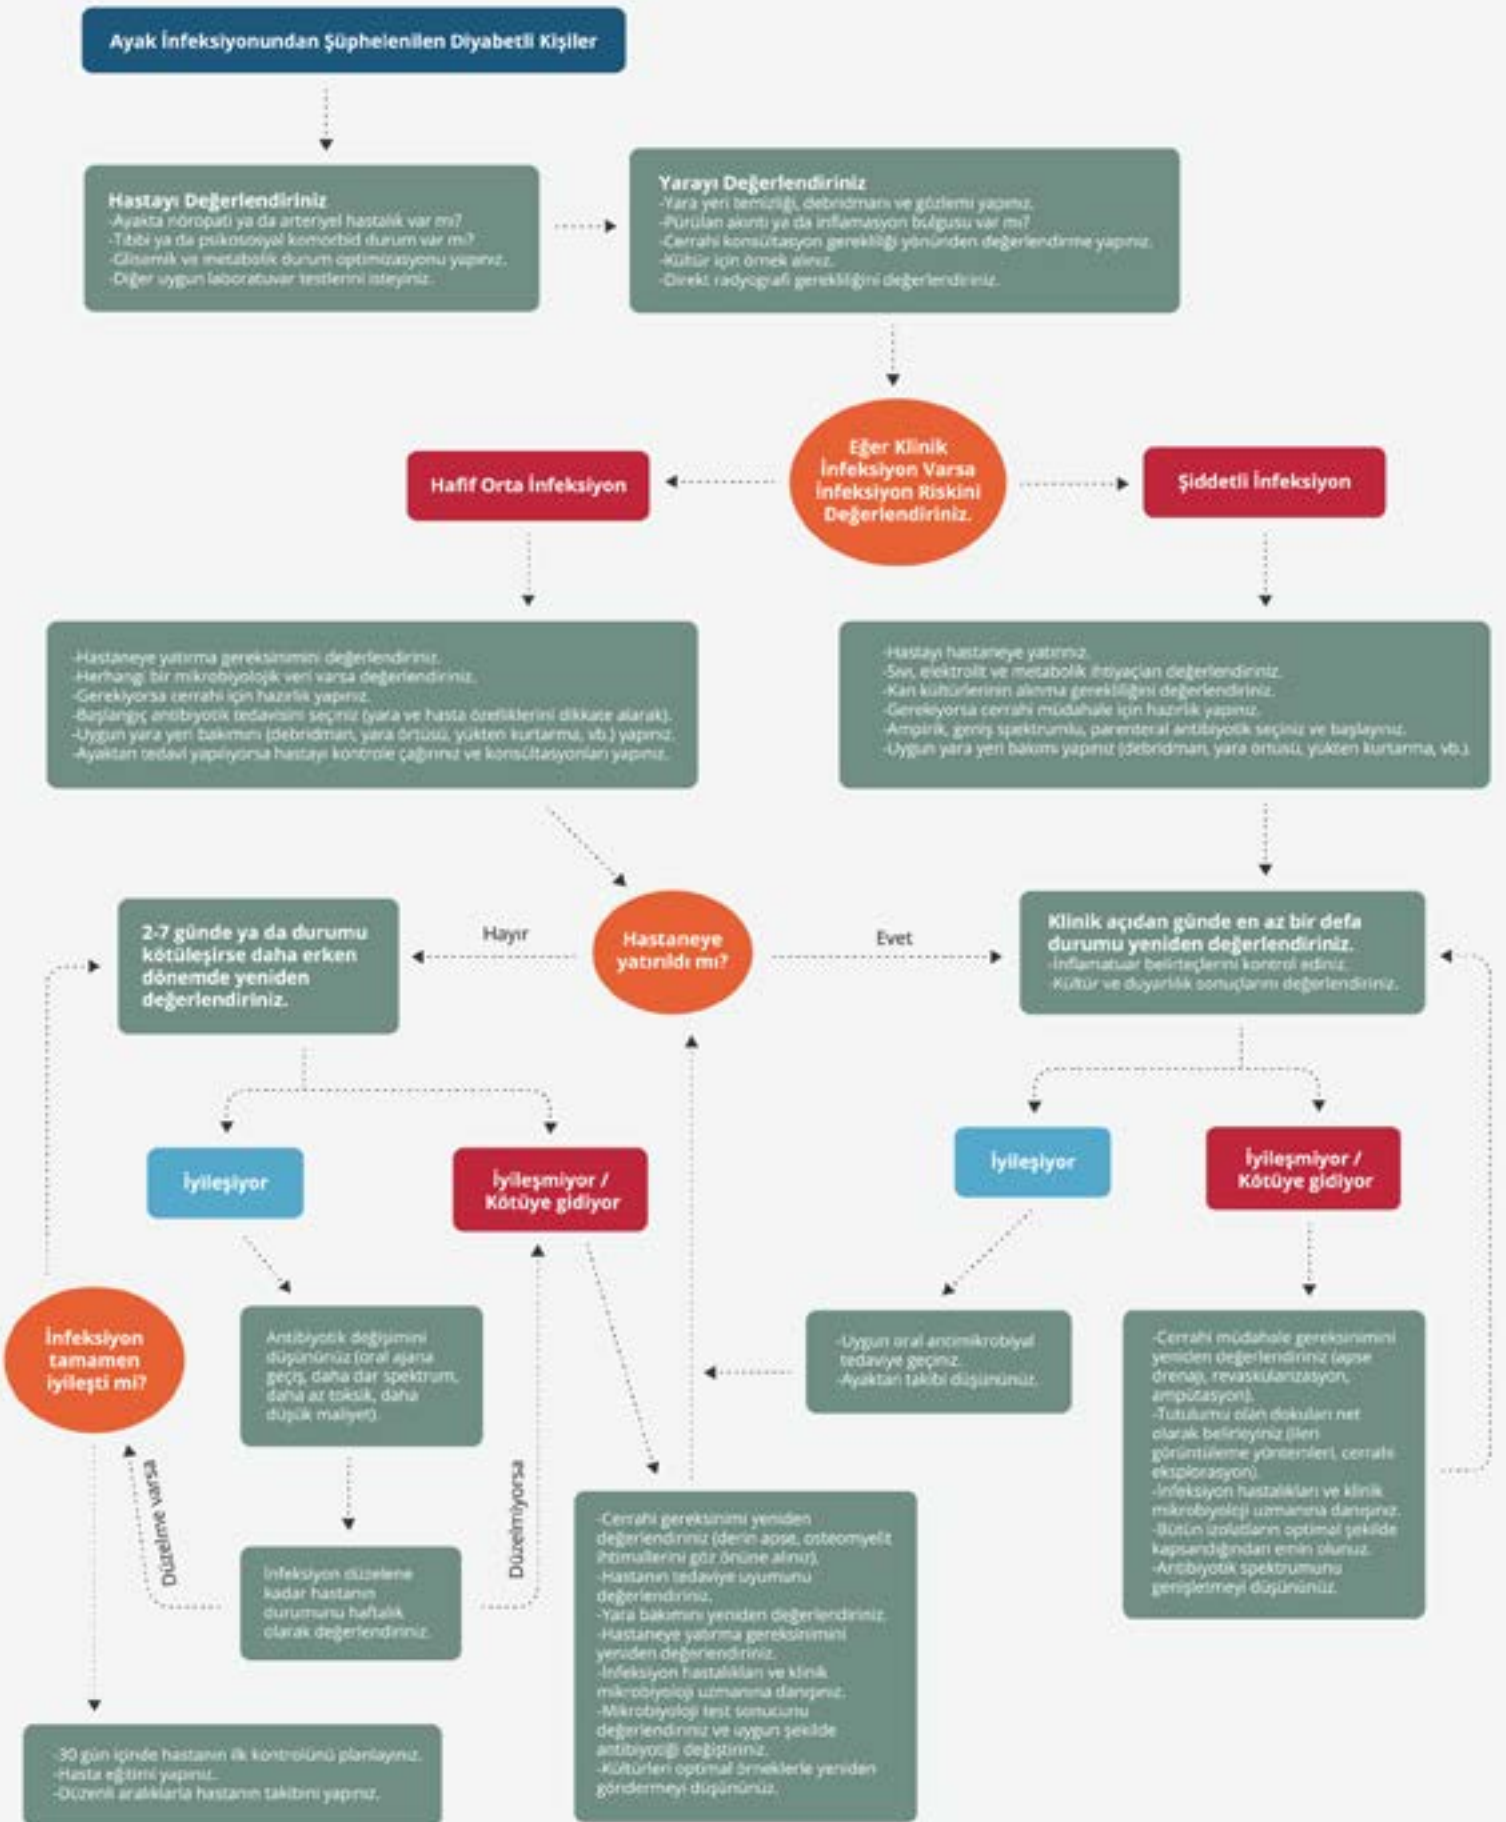 Ayak İnfeksiyonundan Şüphelenilen Diyabetli Kişiler
Hastayı Değerlendiriniz
-Ayakta nöropati ya da arteriyel hastalık var mı?
-Tıbbi ya da psikososyal komorbid durum var mı?
-Glisemik ve metabolik durum optimizasyonu yapınız.
-Diğer uygun laboratuvar testlerini isteyiniz.
Yarayı Değerlendiriniz
-Yara yeri temizliği, debridmanı ve gözlemi yapınız.
-Pürülan akıntı ya da inflamasyon bulgusu var mı?
-Cerrahi konsültasyon gerekliliği yönünden değerlendirme yapınız.
-Kültür için örnek alınız.
-Direkt radyografi gerekliliğini değerlendiriniz.
Eğer Klinik
İnfeksiyon Varsa
İnfeksiyon Riskini
Değerlendiriniz.
Hafif Orta İnfeksiyon
Şiddetli İnfeksiyon
-Hastaneye yatırma gereksinimini değerlendiriniz.
-Herhangi bir mikrobiyolojik veri varsa değerlendiriniz.
-Gerekiyorsa cerrahi için hazırlık yapınız.
-Başlangıç antibiyotik tedavisini seçiniz (yara ve hasta özelliklerini dikkate alarak).
-Uygun yara yeri bakımını (debridman, yara örtüsü, yükten kurtarma, vb.) yapınız.
-Ayaktan tedavi yapılıyorsa hastayı kontrole çağırınız ve konsültasyonları yapınız.
-Hastayı hastaneye yatırınız.
-Sıvı, elektrolit ve metabolik ihtiyaçları değerlendiriniz.
-Kan kültürlerinin alınma gerekliliğini değerlendiriniz.
-Gerekiyorsa cerrahi müdahale için hazırlık yapınız.
-Ampirik, geniş spektrumlu, parenteral antibiyotik seçiniz ve başlayınız.
-Uygun yara yeri bakımı yapınız (debridman, yara örtüsü, yükten kurtarma, vb.).
2-7 günde ya da durumu
kötüleşirse daha erken
dönemde yeniden
değerlendiriniz.
Hayır
Hastaneye
yatırıldı mı?
Evet
Klinik açıdan günde en az bir defa
durumu yeniden değerlendiriniz.
-İnflamatuar belirteçlerini kontrol ediniz.
-Kültür ve duyarlılık sonuçlarını değerlendiriniz.
İyileşiyor
İyileşmiyor /
Kötüye gidiyor
İyileşiyor
İyileşmiyor /
Kötüye gidiyor
İnfeksiyon
tamamen
iyileşti mi?
Antibiyotik değişimini
düşününüz (oral ajana
geçiş, daha dar spektrum,
daha az toksik, daha
düşük maliyet).
-Uygun oral antimikrobiyal
tedaviye geçiniz.
-Ayaktan takibi düşününüz.
-Cerrahi müdahale gereksinimini
yeniden değerlendiriniz (apse
drenajı, revaskülarizasyon,
ampütasyon).
-Tutulumu olan dokuları net
olarak belirleyiniz (ileri
görüntüleme yöntemleri, cerrahi
eksplorasyon).
-İnfeksiyon hastalıkları ve klinik
mikrobiyoloji uzmanına danışınız.
-Bütün izolatların optimal şekilde
kapsandığından emin olunuz.
-Antibiyotik spektrumunu
genişletmeyi düşününüz.
Düzelme varsa
Düzelmiyorsa
İnfeksiyon düzelene
kadar hastanın
durumunu haftalık
olarak değerlendiriniz.
-Cerrahi gereksinimi yeniden
değerlendiriniz (derin apse, osteomyelit
ihtimallerini göz önüne alınız).
-Hastanın tedaviye uyumunu
değerlendiriniz.
-Yara bakımını yeniden değerlendiriniz.
-Hastaneye yatırma gereksinimini
yeniden değerlendiriniz.
-İnfeksiyon hastalıkları ve klinik
mikrobiyoloji uzmanına danışınız.
-Mikrobiyoloji test sonucunu
değerlendiriniz ve uygun şekilde
antibiyotiği değiştiriniz.
-Kültürleri optimal örneklerle yeniden
göndermeyi düşününüz.
-30 gün içinde hastanın ilk kontrolünü planlayınız.
-Hasta eğitimi yapınız.
-Düzenli aralıklarla hastanın takibini yapınız.